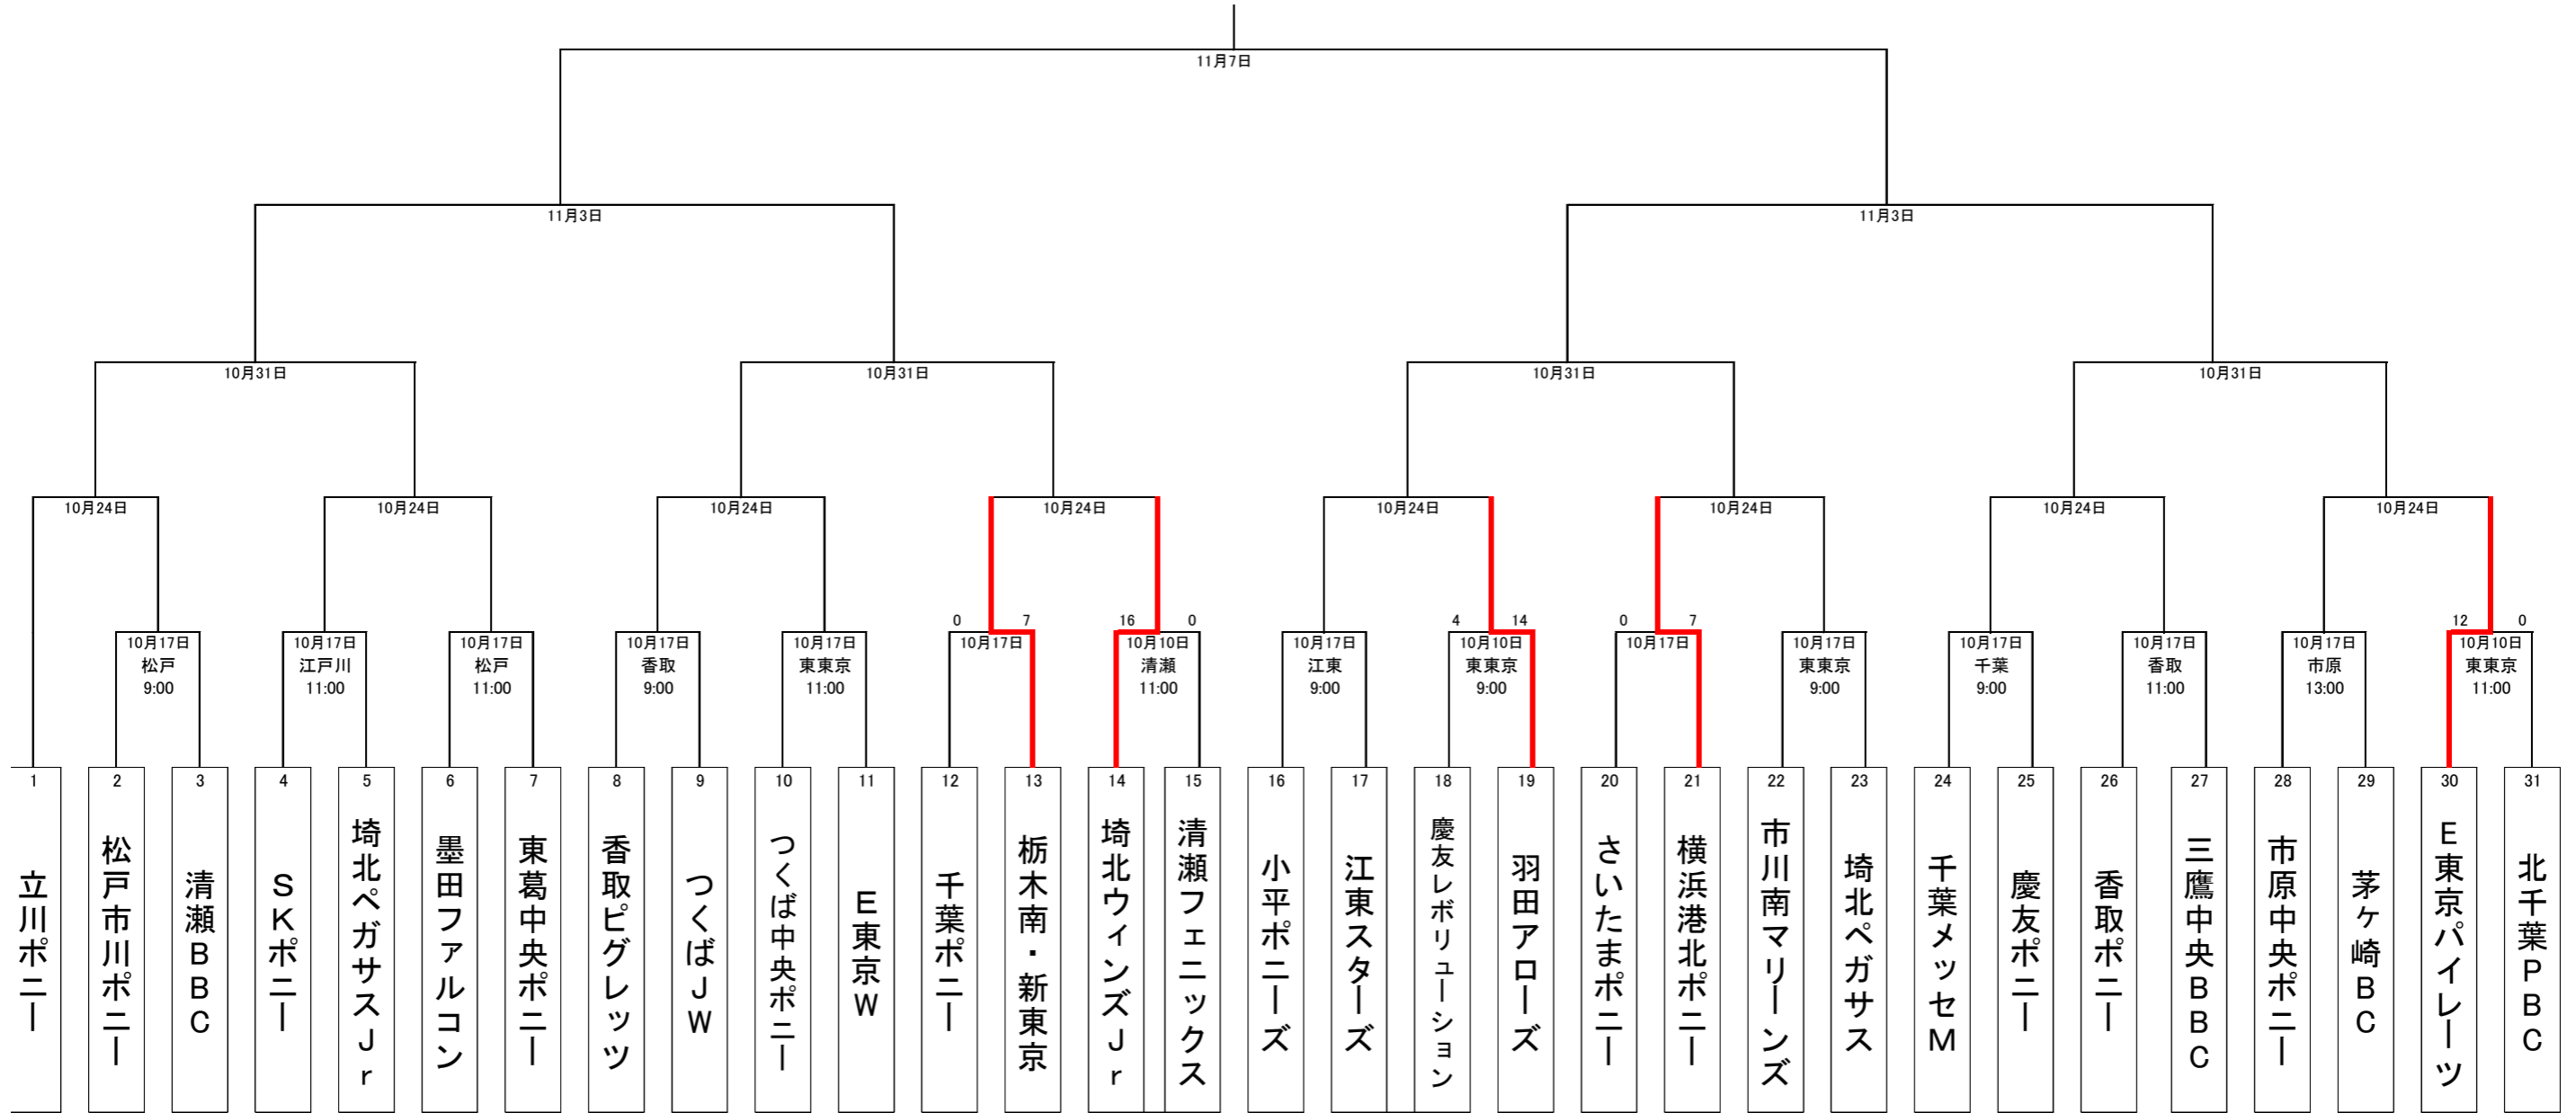 11月7日
11月3日
11月3日
10月31日
10月31日
10月31日
10月31日
10月24日
10月24日
10月24日
10月24日
10月24日
10月24日
10月24日
10月24日
0 7
16 0
4 14
0 7
12 0
10月17日
松戸
9:00
10月17日
江戸川
11:00
10月17日
松戸
11:00
10月17日
香取
9:00
10月17日
東東京
11:00
10月17日
10月10日
清瀬
11:00
10月17日
江東
9:00
10月10日
東東京
9:00
10月17日
10月17日
東東京
9:00
10月17日
千葉
9:00
10月17日
香取
11:00
10月17日
市原
13:00
10月10日
東東京
11:00
1
立川ポニー
2
松戸市川ポニー
3
清瀬BBC
4
SKポニー
5
埼北ペガサスJr
6
墨田ファルコン
7
東葛中央ポニー
8
香取ピグレッツ
9
つくばJW
10
つくば中央ポニー
11
E東京W
12
千葉ポニー
13
栃木南・新東京
14
埼北ウィンズJr
15
清瀬フェニックス
16
小平ポニーズ
17
江東スターズ
18
慶友レボリューション
19
羽田アローズ
20
さいたまポニー
21
横浜港北ポニー
22
市川南マリーンズ
23
埼北ペガサス
24
千葉メッセM
25
慶友ポニー
26
香取ポニー
27
三鷹中央BBC
28
市原中央ポニー
29
茅ヶ崎BC
30
E東京パイレーツ
31
北千葉PBC